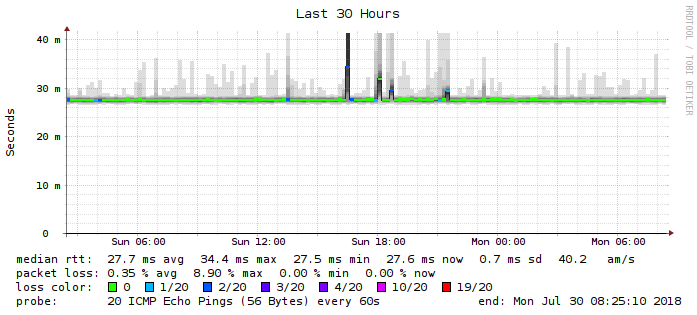 Last 30 Hours
RRDTOOL / TOBI OETIKER
Seconds
40 m
30 m
20 m
10 m
0
Sun 06:00 Sun 12:00 Sun 18:00 Mon 00:00 Mon 06:00
median rtt: 27.7 ms avg 34.4 ms max 27.5 ms min 27.6 ms now 0.7 ms sd 40.2 am/s
packet loss: 0.35 % avg 8.90 % max 0.00 % min 0.00 % now
loss color: 0 1/20 2/20 3/20 4/20 10/20 19/20
probe: 20 ICMP Echo Pings (56 Bytes) every 60s end: Mon Jul 30 08:25:10 2018